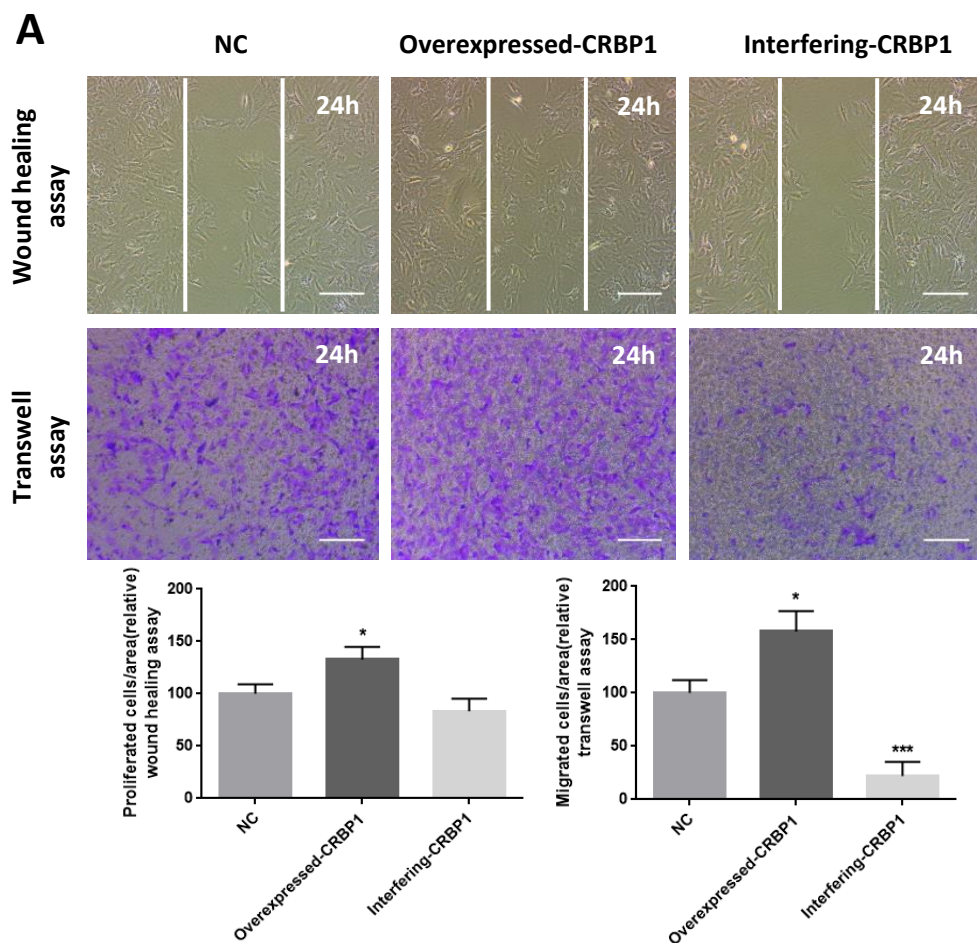 A
NC
Overexpressed-CRBP1
Interfering-CRBP1
Wound healing
assay
24h
24h
24h
Transwell
assay
24h
24h
24h
Proliferated cells/area(relative)
wound healing assay
200
150
100
50
0
*
NC
Overexpressed-CRBP1
Interfering-CRBP1
Migrated cells/area(relative)
transwell assay
200
150
100
50
0
*
***
NC
Overexpressed-CRBP1
Interfering-CRBP1